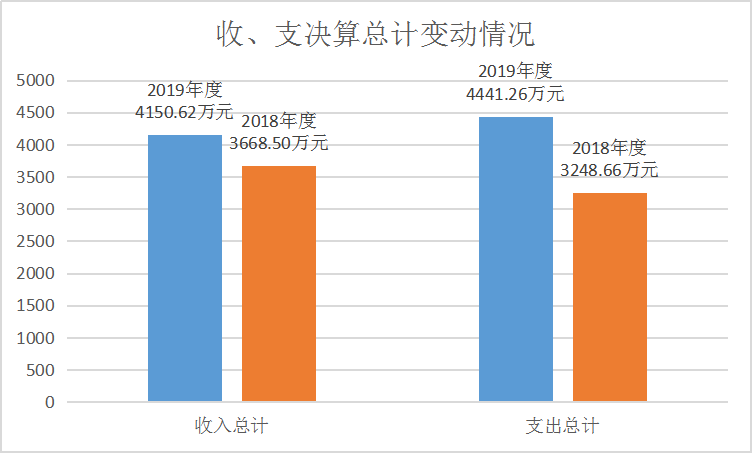 收、支决算总计变动情况
5000
4500
4000
3500
3000
2500
2000
1500
1000
500
0
2019年度
4150.62万元
2018年度
3668.50万元
2019年度
4441.26万元
2018年度
3248.66万元
收入总计
支出总计